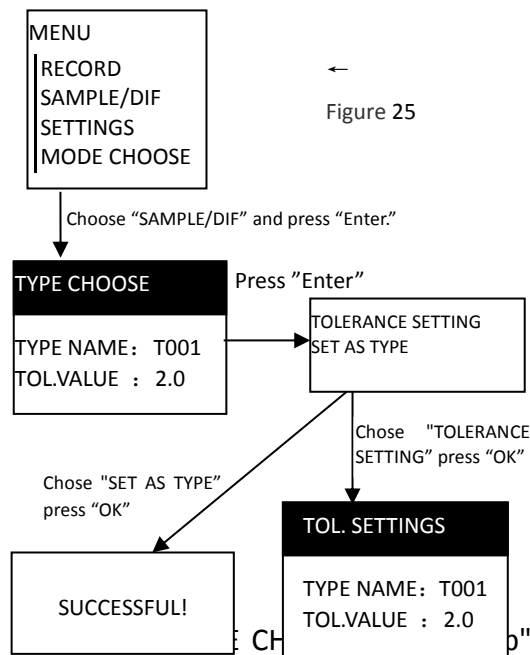 MENU
RECORD
SAMPLE/DIF
SETTINGS
MODE CHOOSE
←
Figure 25
Choose “SAMPLE/DIF” and press “Enter.”
TYPE CHOOSE
Press ”Enter”
TYPE NAME： T001
TOL.VALUE ： 2.0
TOLERANCE SETTING
SET AS TYPE
Chose "TOLERANCE
SETTING” press “OK”
Chose "SET AS TYPE”
press “OK”
TOL. SETTINGS
TYPE NAME： T001
TOL.VALUE ： 2.0
SUCCESSFUL!